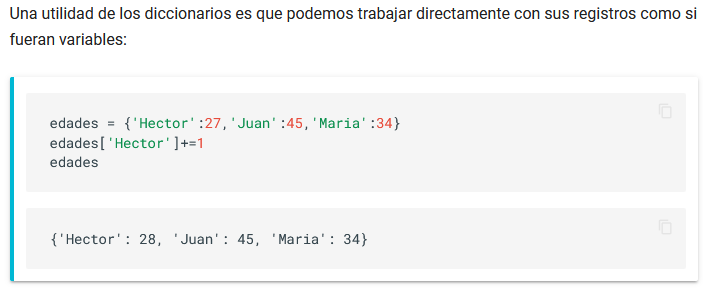 Una utilidad de los diccionarios es que podemos trabajar directamente con sus registros como si
fueran variables:
edades = {'Hector':27,'Juan':45,'Maria':34}
edades['Hector']+=1
edades
{'Hector': 28, 'Juan': 45, 'Maria': 34}